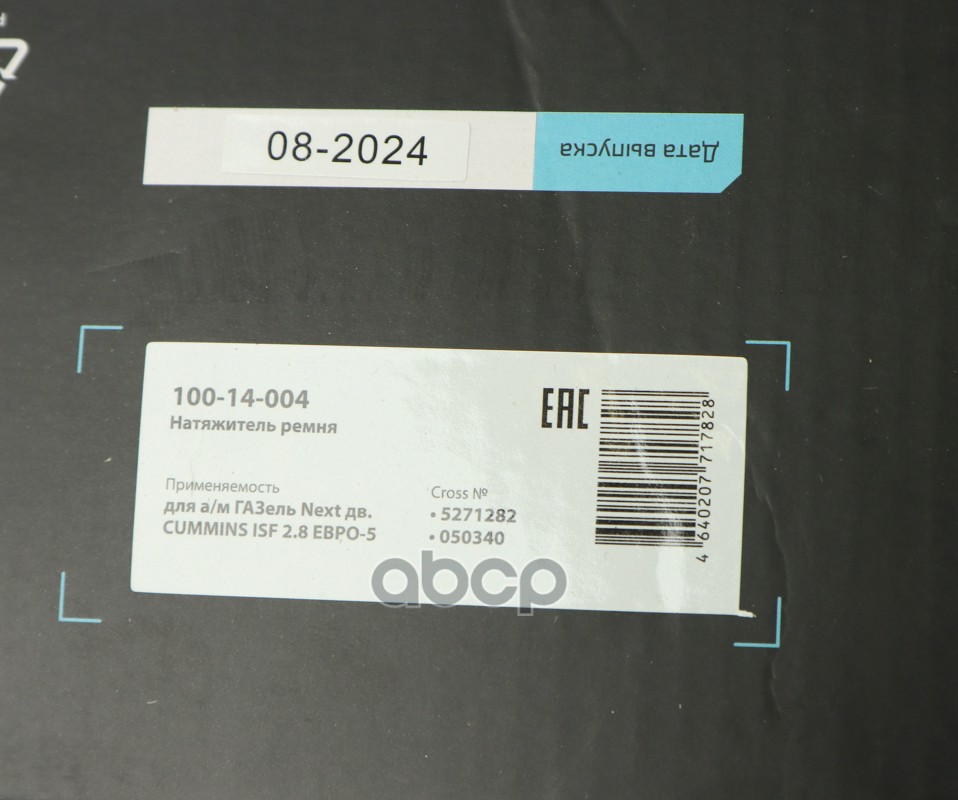 08-2024
Дата выпуска
100-14-004
Натяжитель ремня
EAC
Применяемость
для а/м ГАЗель Next дв.
CUMMINS ISF 2.8 ЕВРО-5
Cross №
• 5271282
• 050340
4 640207 717828
abcp